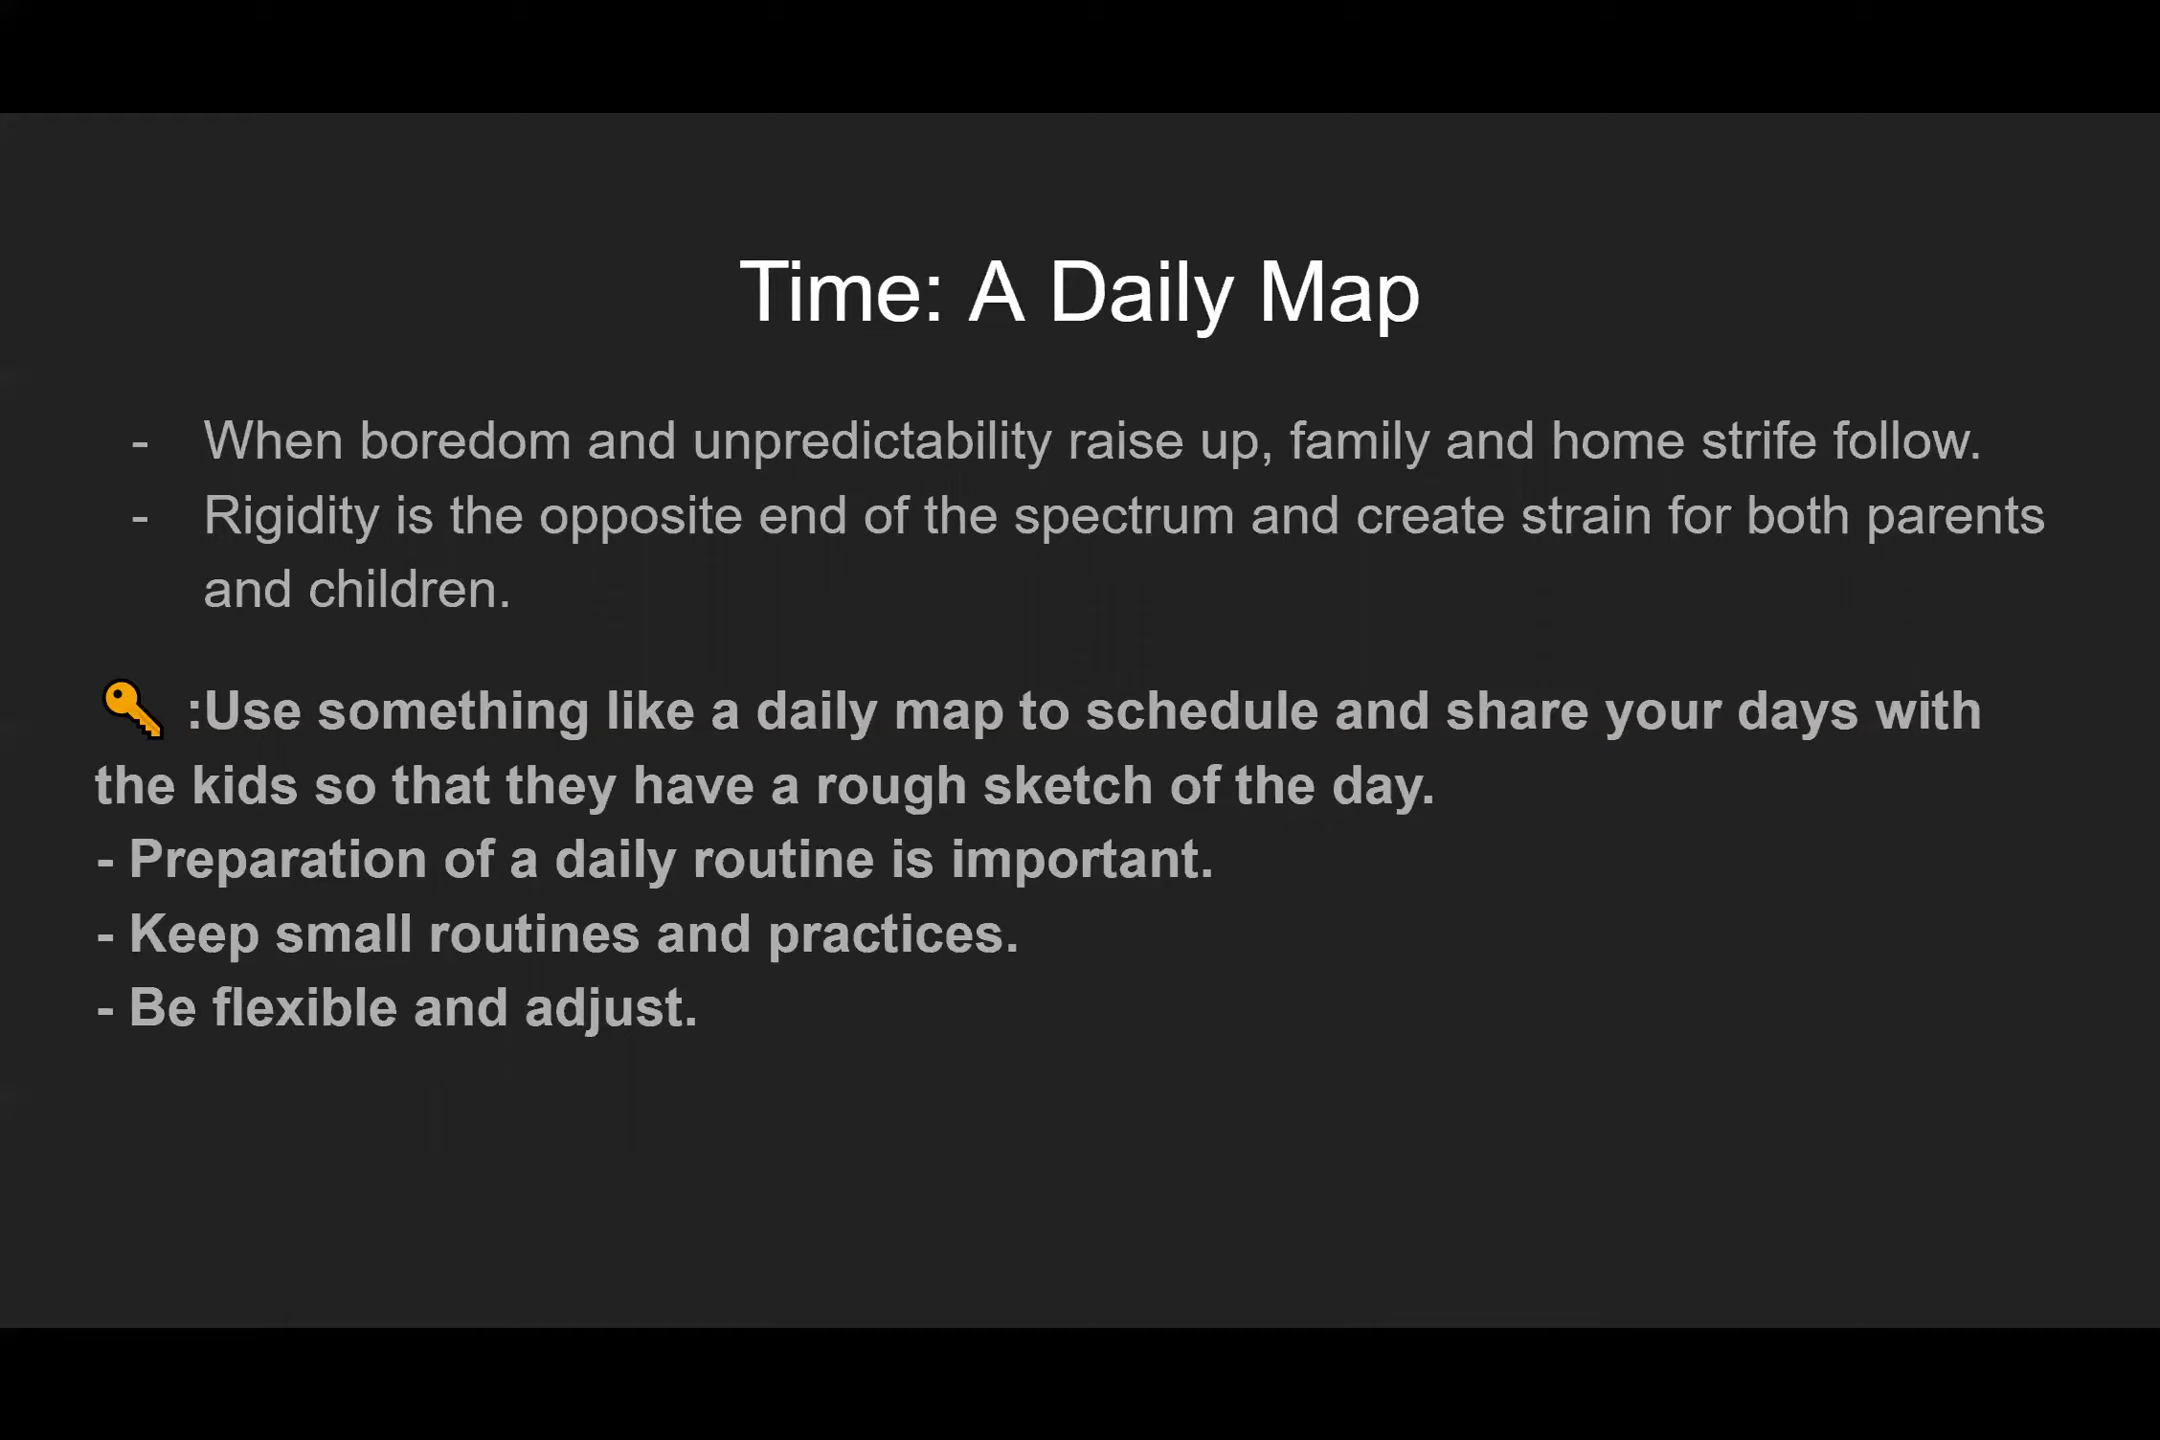 Time: A Daily Map
- When boredom and unpredictability raise up, family and home strife follow.
- Rigidity is the opposite end of the spectrum and create strain for both parents
and children.
🔑 :Use something like a daily map to schedule and share your days with
the kids so that they have a rough sketch of the day.
- Preparation of a daily routine is important.
- Keep small routines and practices.
- Be flexible and adjust.